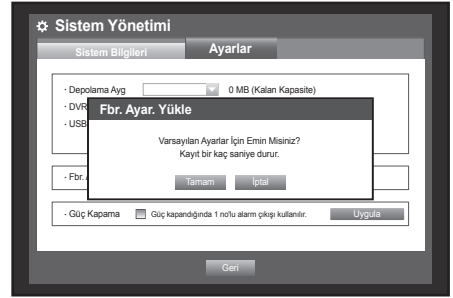 Sistem Yönetimi
Sistem Bilgileri
Ayarlar
· Depolama Ayg
0 MB (Kalan Kapasite)
· DVR
· USB
Fbr. Ayar. Yükle
Varsayılan Ayarlar İçin Emin Misiniz?
Kayıt bir kaç saniye durur.
Tamam
İptal
· Fbr.
· Güç Kapama
Güç kapandığında 1 no'lu alarm çıkışı kullanılır.
Uygula
Geri